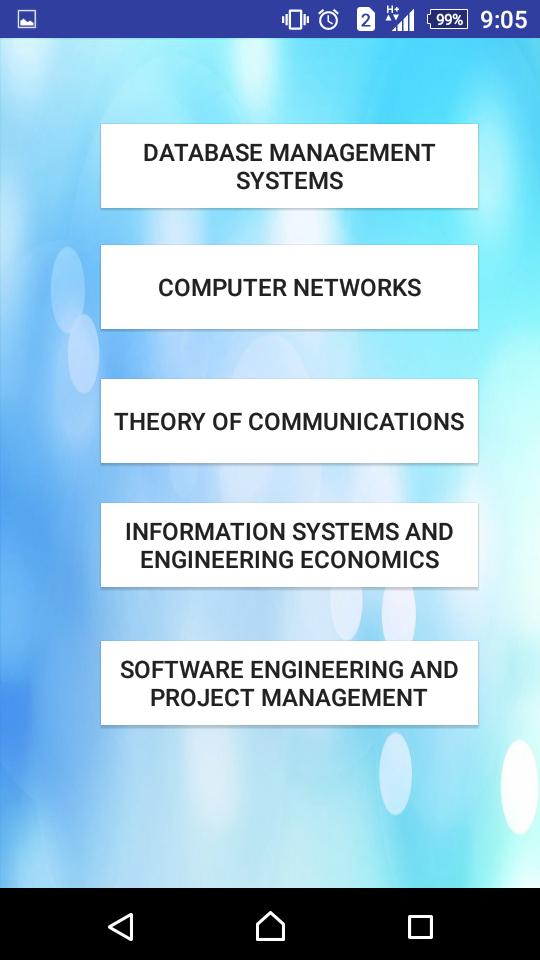 2 H+ 99% 9:05
DATABASE MANAGEMENT
SYSTEMS
COMPUTER NETWORKS
THEORY OF COMMUNICATIONS
INFORMATION SYSTEMS AND
ENGINEERING ECONOMICS
SOFTWARE ENGINEERING AND
PROJECT MANAGEMENT